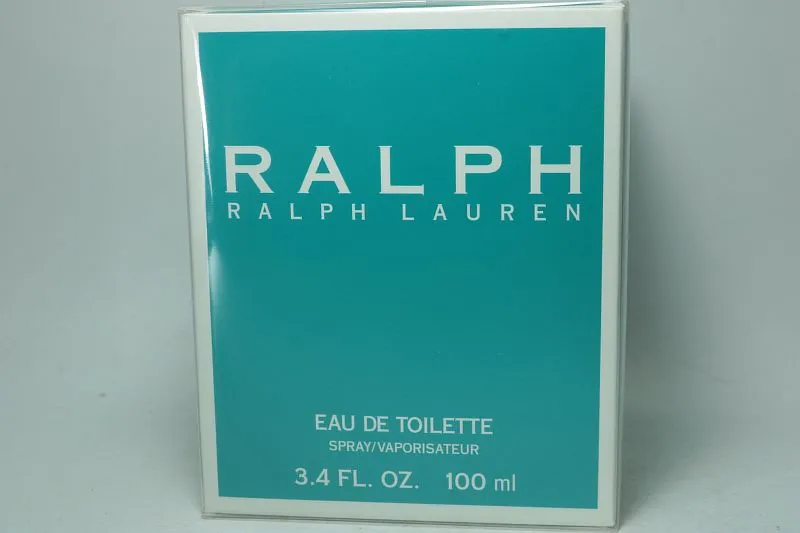 RALPH
RALPH LAUREN
EAU DE TOILETTE
SPRAY/VAPORISATEUR
3.4 FL. OZ. 100 ml